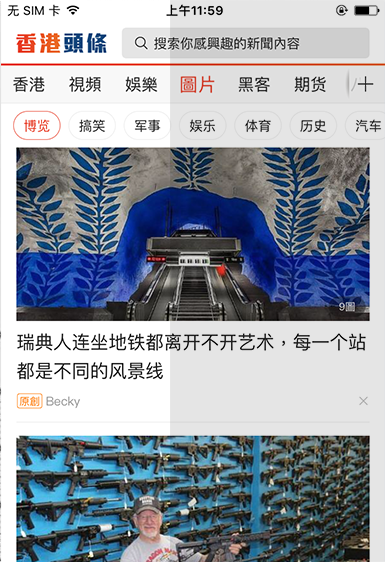 无 SIM 卡
上午11:59
香港頭條
搜索你感興趣的新聞內容
香港 視頻 娛樂 圖片 黑客 期货
博览 搞笑 军事 娱乐 体育 历史 汽车
9圖
瑞典人连坐地铁都离开不开艺术，每一个站
都是不同的风景线
原創 Becky